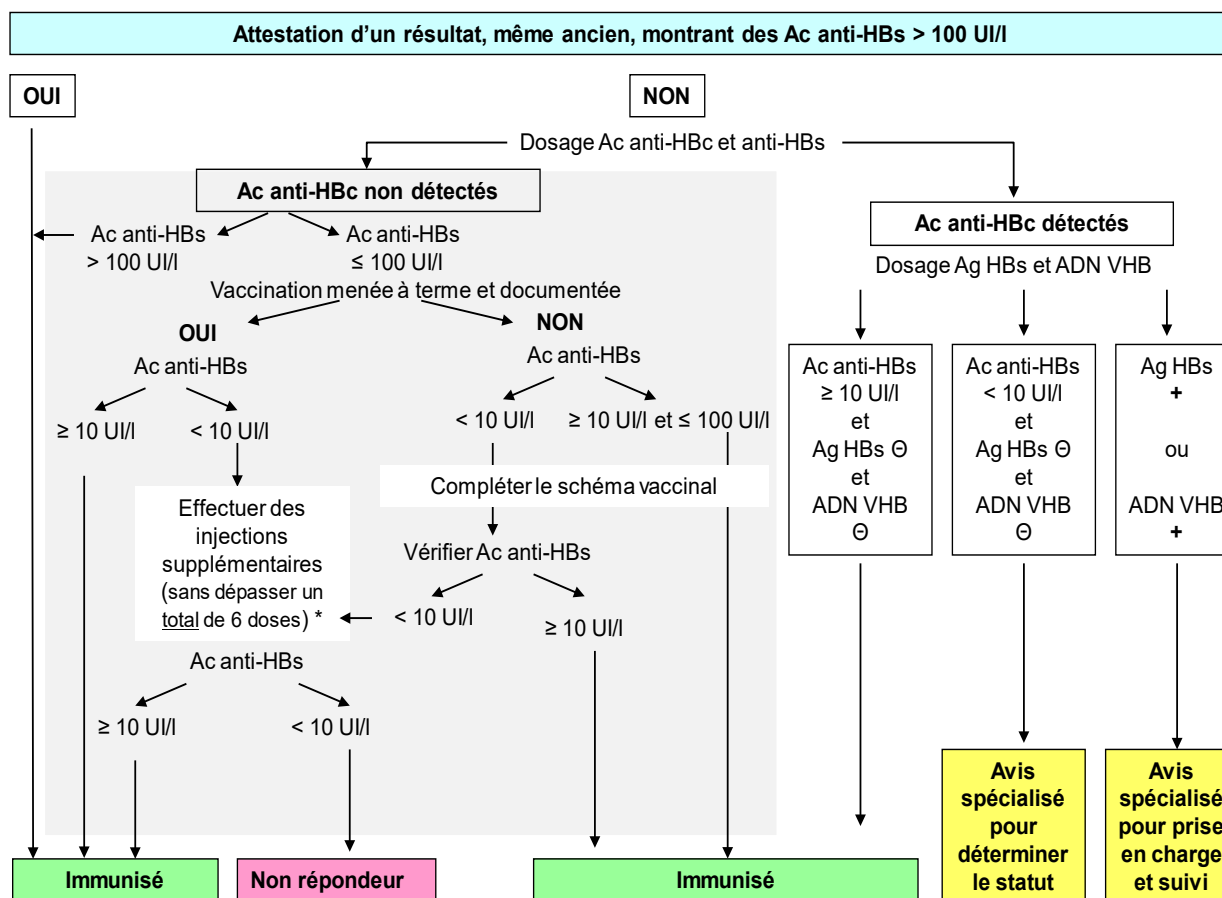 Attestation d'un résultat, même ancien, montrant des Ac anti-HBs > 100 UI/l
OUI
NON
Dosage Ac anti-HBc et anti-HBs
Ac anti-HBc non détectés
Ac anti-HBs
> 100 UI/l
Ac anti-HBs
≤ 100 UI/l
Vaccination menée à terme et documentée
OUI
Ac anti-HBs
≥ 10 UI/l
< 10 UI/l
NON
Ac anti-HBs
< 10 UI/l
≥ 10 UI/l et ≤ 100 UI/l
Effectuer des
injections
supplémentaires
(sans dépasser un
total de 6 doses) *
Compléter le schéma vaccinal
Vérifier Ac anti-HBs
< 10 UI/l
≥ 10 UI/l
Ac anti-HBs
≥ 10 UI/l
< 10 UI/l
Ac anti-HBc détectés
Dosage Ag HBs et ADN VHB
Ac anti-HBs
≥ 10 UI/l
et
Ag HBs Θ
et
ADN VHB
Θ
Ac anti-HBs
< 10 UI/l
et
Ag HBs Θ
et
ADN VHB
Θ
Ag HBs
+
ou
ADN VHB
+
Immunisé
Non répondeur
Immunisé
Avis
spécialisé
pour
déterminer
le statut
Avis
spécialisé
pour prise
en charge
et suivi